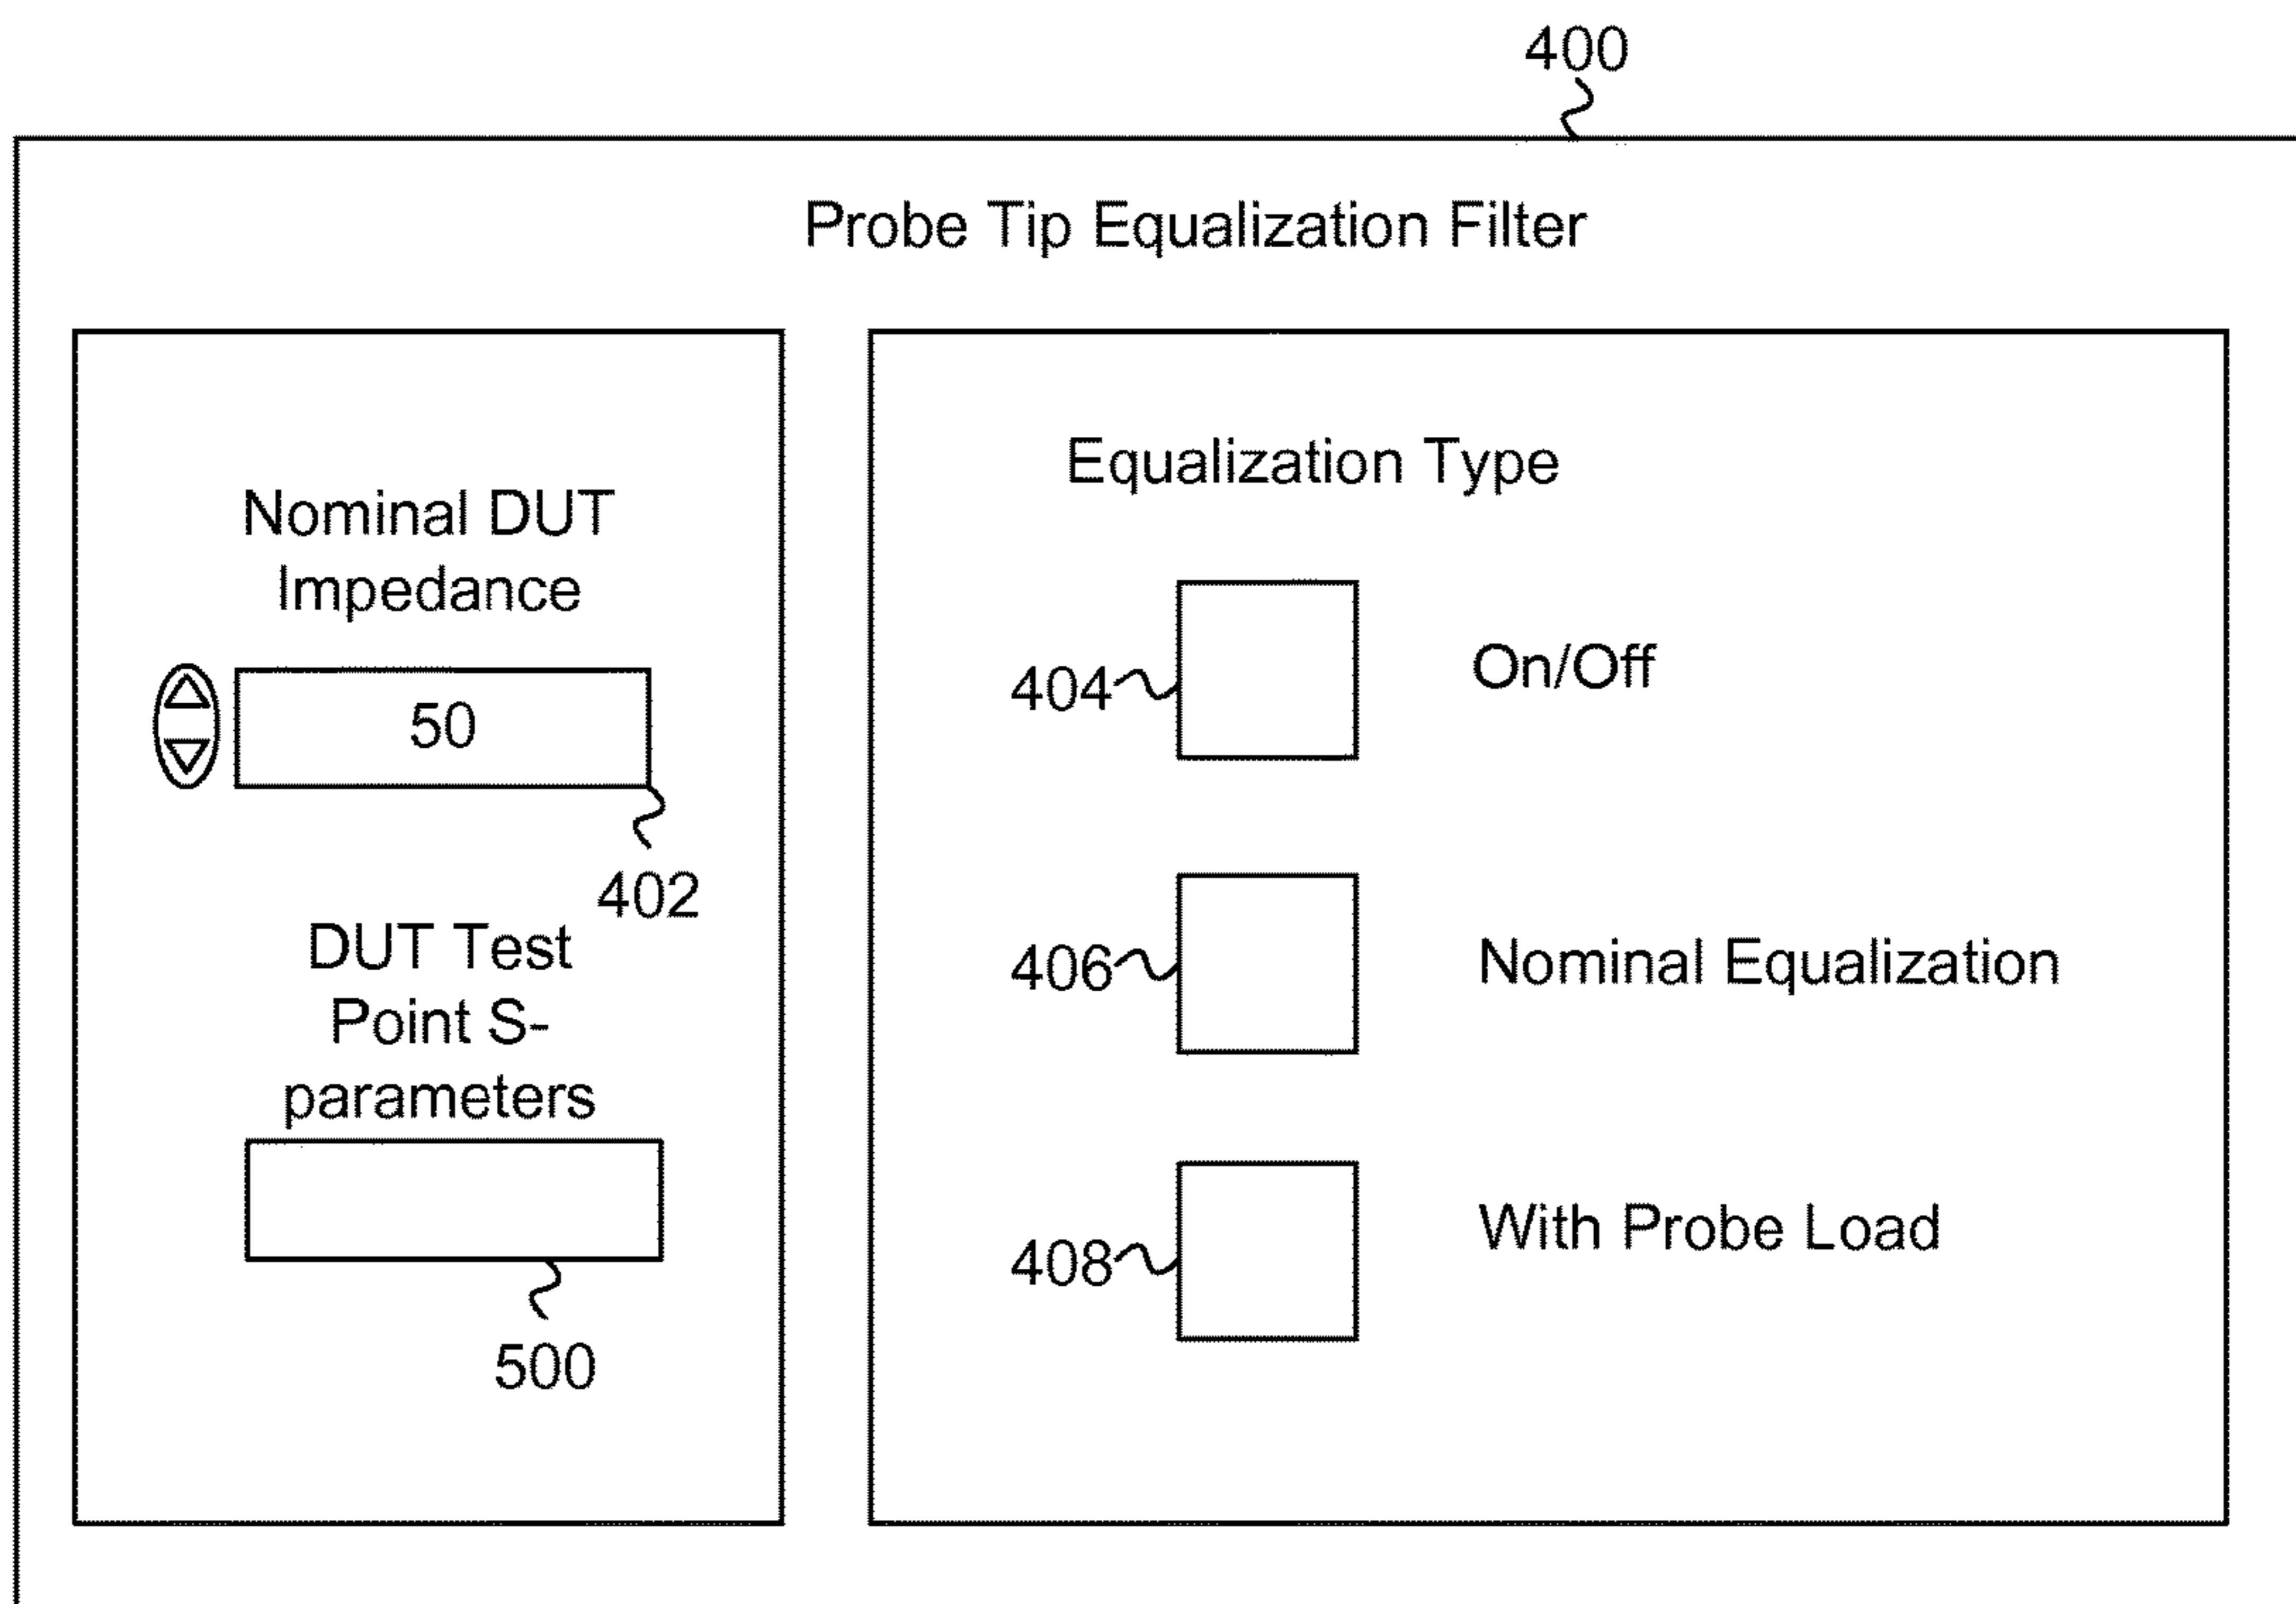 400
Probe Tip Equalization Filter
Nominal DUT
Impedance
50
402
DUT Test
Point S-
parameters
500
Equalization Type
404
On/Off
406
Nominal Equalization
408
With Probe Load